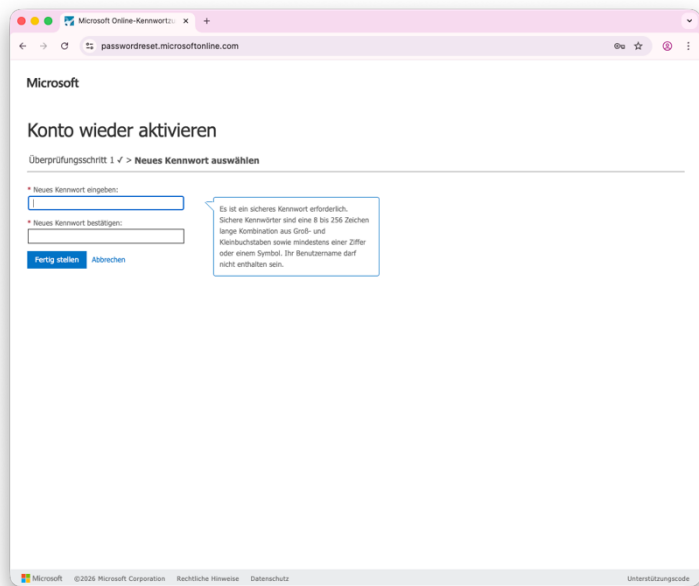 Microsoft Online-Kennwortzu
passwordreset.microsoftonline.com
Microsoft
Konto wieder aktivieren
Überprüfungsschritt 1 ✓ > Neues Kennwort auswählen
* Neues Kennwort eingeben:
* Neues Kennwort bestätigen:
Fertig stellen Abbrechen
Es ist ein sicheres Kennwort erforderlich.
Sichere Kennwörter sind eine 8 bis 256 Zeichen
lange Kombination aus Groß- und
Kleinbuchstaben sowie mindestens einer Ziffer
oder einem Symbol. Ihr Benutzername darf
nicht enthalten sein.
Microsoft ©2026 Microsoft Corporation Rechtliche Hinweise Datenschutz Unterstützungscode